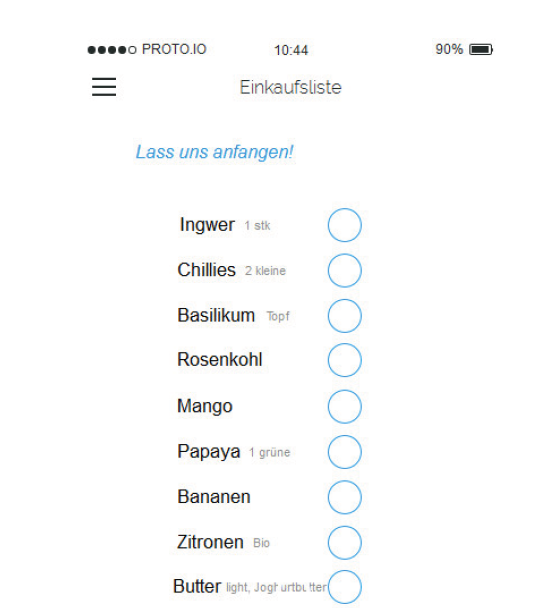 PROTO.IO 10:44 90%
Einkaufsliste
Lass uns anfangen!
Ingwer 1 stk
Chillies 2 kleine
Basilikum Topf
Rosenkohl
Mango
Papaya 1 grüne
Bananen
Zitronen Bio
Butter light, Joghurtbutter